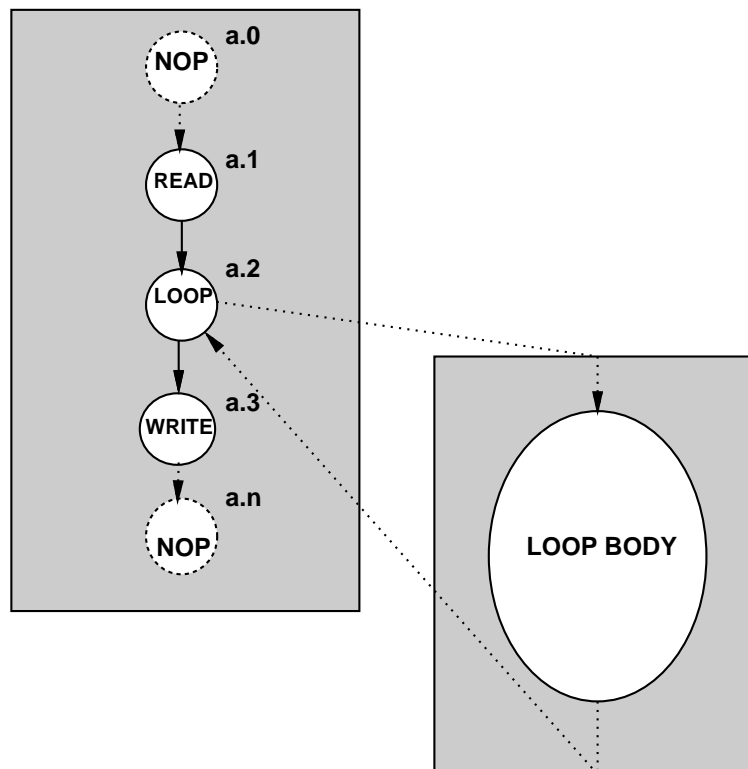 a.0
NOP
a.1
READ
a.2
LOOP
a.3
WRITE
a.n
NOP
LOOP BODY